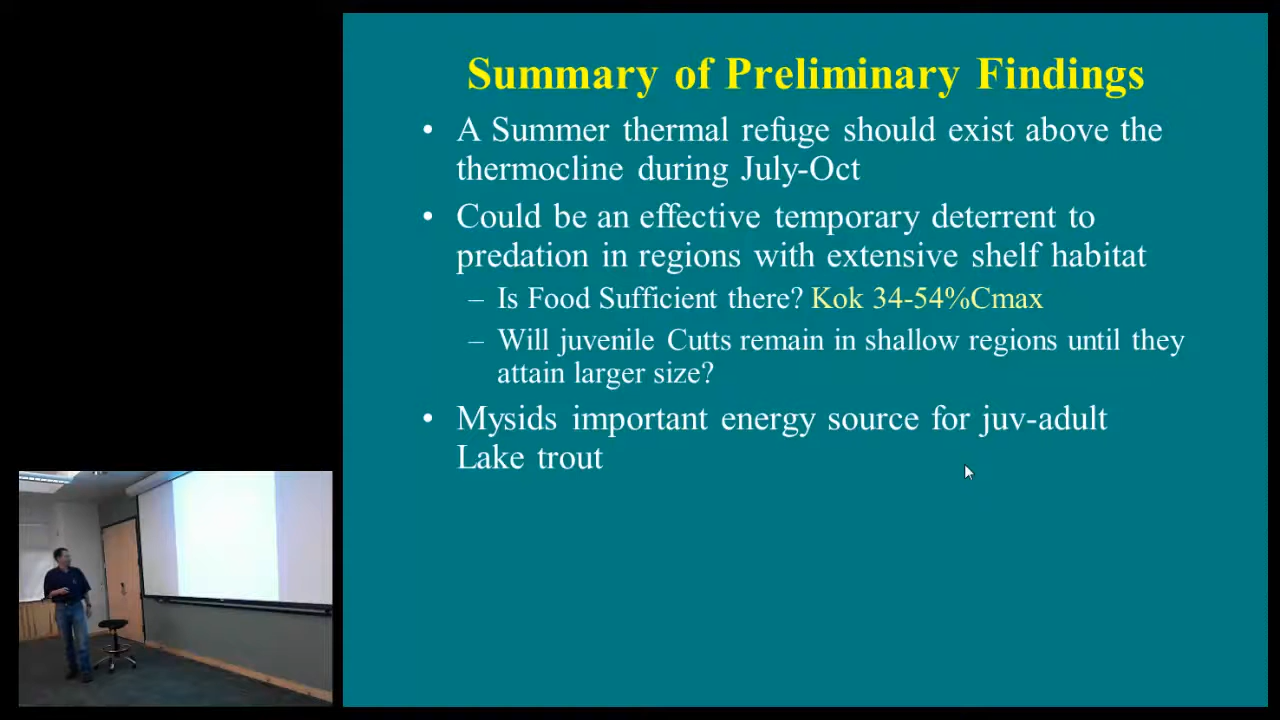 Summary of Preliminary Findings
• A Summer thermal refuge should exist above the
thermocline during July-Oct
• Could be an effective temporary deterrent to
predation in regions with extensive shelf habitat
– Is Food Sufficient there? Kok 34-54%Cmax
– Will juvenile Cutts remain in shallow regions until they
attain larger size?
• Mysids important energy source for juv-adult
Lake trout